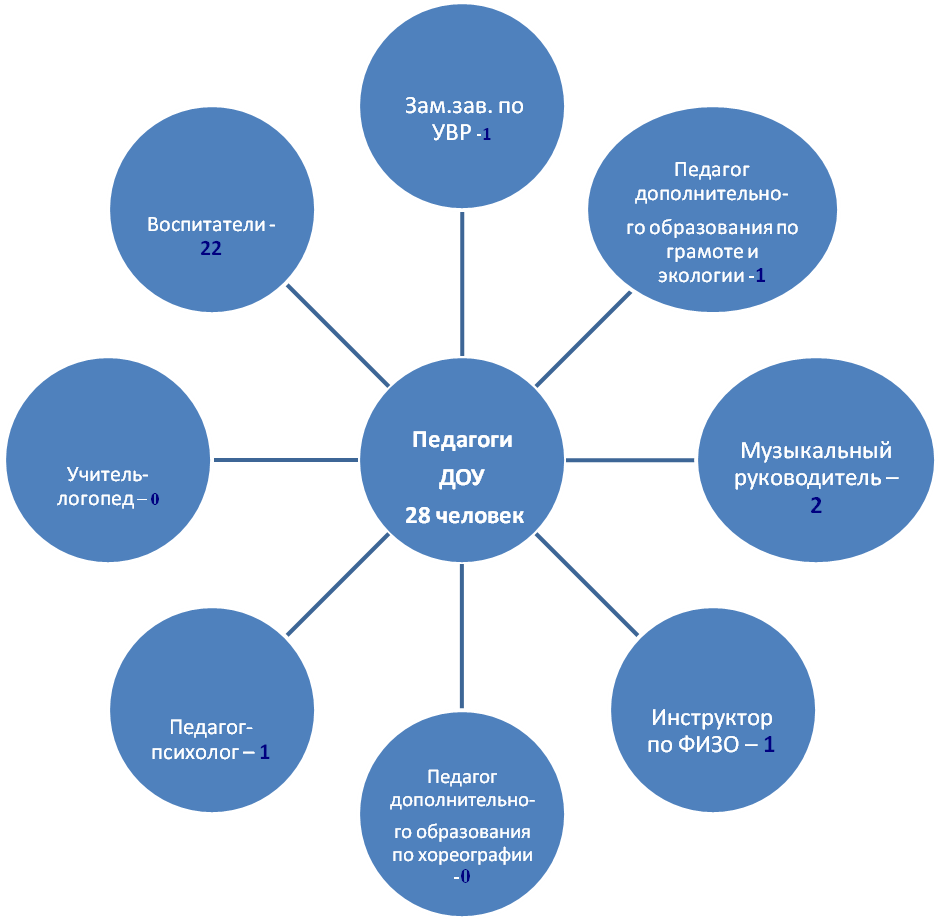 Зам.зав. по
УВР -1
Педагог
дополнительно-
го образования по
грамоте и
экологии -1
Воспитатели -
22
Педагоги
ДОУ
28 человек
Музыкальный
руководитель –
2
Учитель-
логопед – 0
Инструктор
по ФИЗО – 1
Педагог-
психолог – 1
Педагог
дополнительно-
го образования
по хореографии
-0